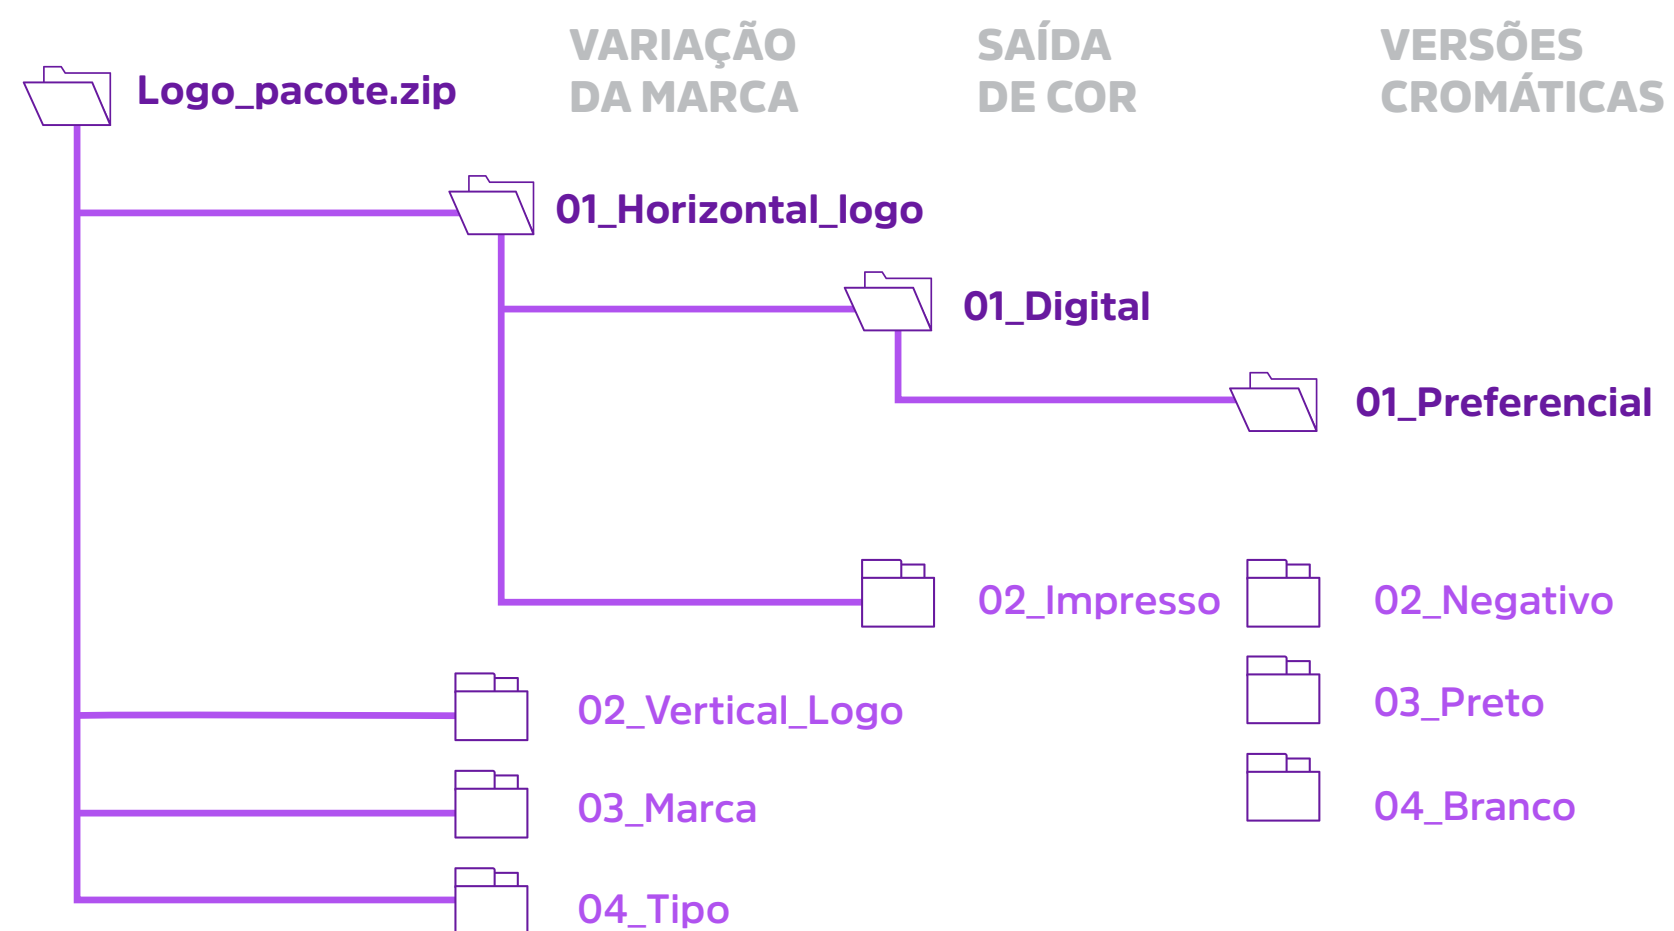 VARIAÇÃO
DA MARCA
SAÍDA
DE COR
VERSÕES
CROMÁTICAS
Logo_pacote.zip
01_Horizontal_logo
01_Digital
01_Preferencial
02_Impresso
02_Negativo
02_Vertical_Logo
03_Preto
03_Marca
04_Branco
04_Tipo